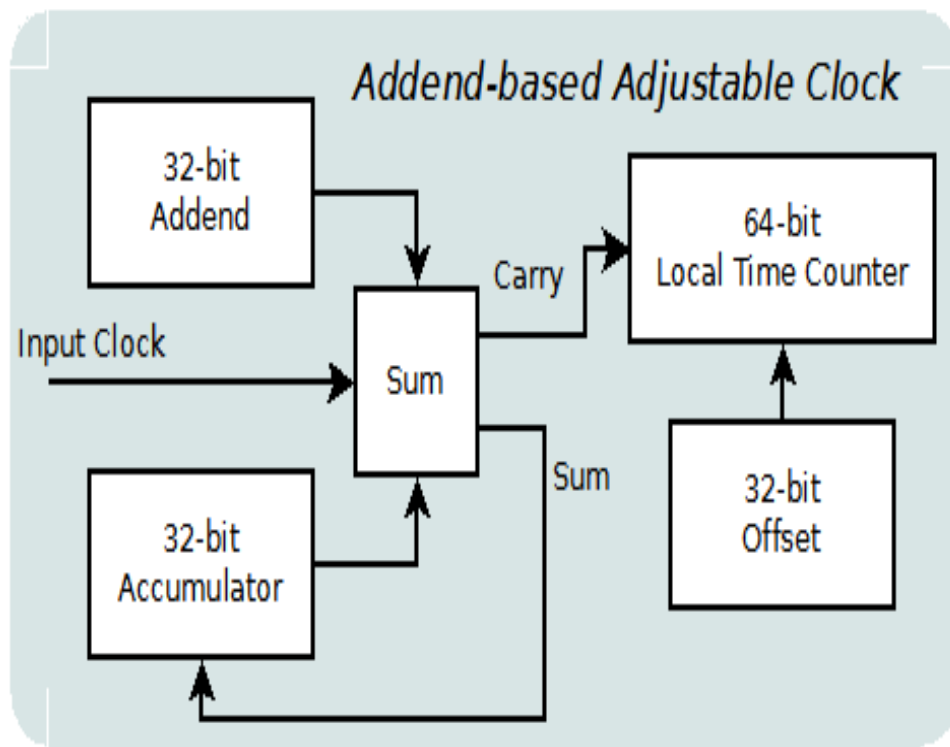 Addend-based Adjustable Clock
32-bit
Addend
64-bit
Local Time Counter
Carry
Input Clock
Sum
Sum
32-bit
Accumulator
32-bit
Offset